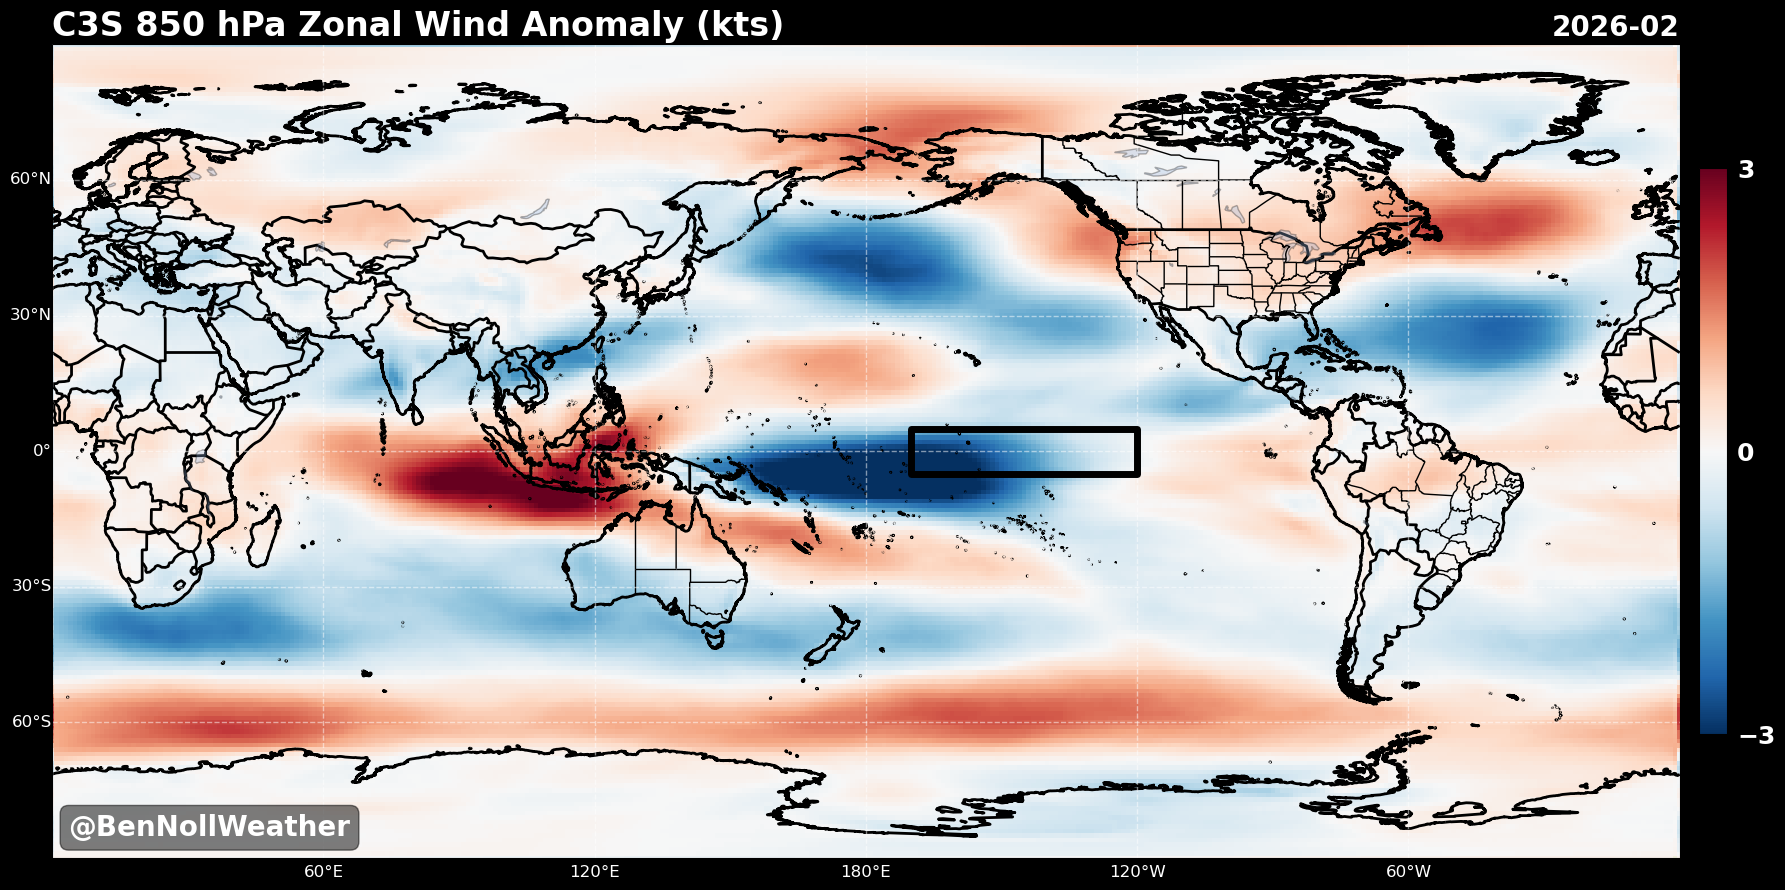 C3S 850 hPa Zonal Wind Anomaly (kts)
2026-02
60°N
30°N
0°
30°S
60°S
3
0
−3
@BenNollWeather
60°E
120°E
180°E
120°W
60°W